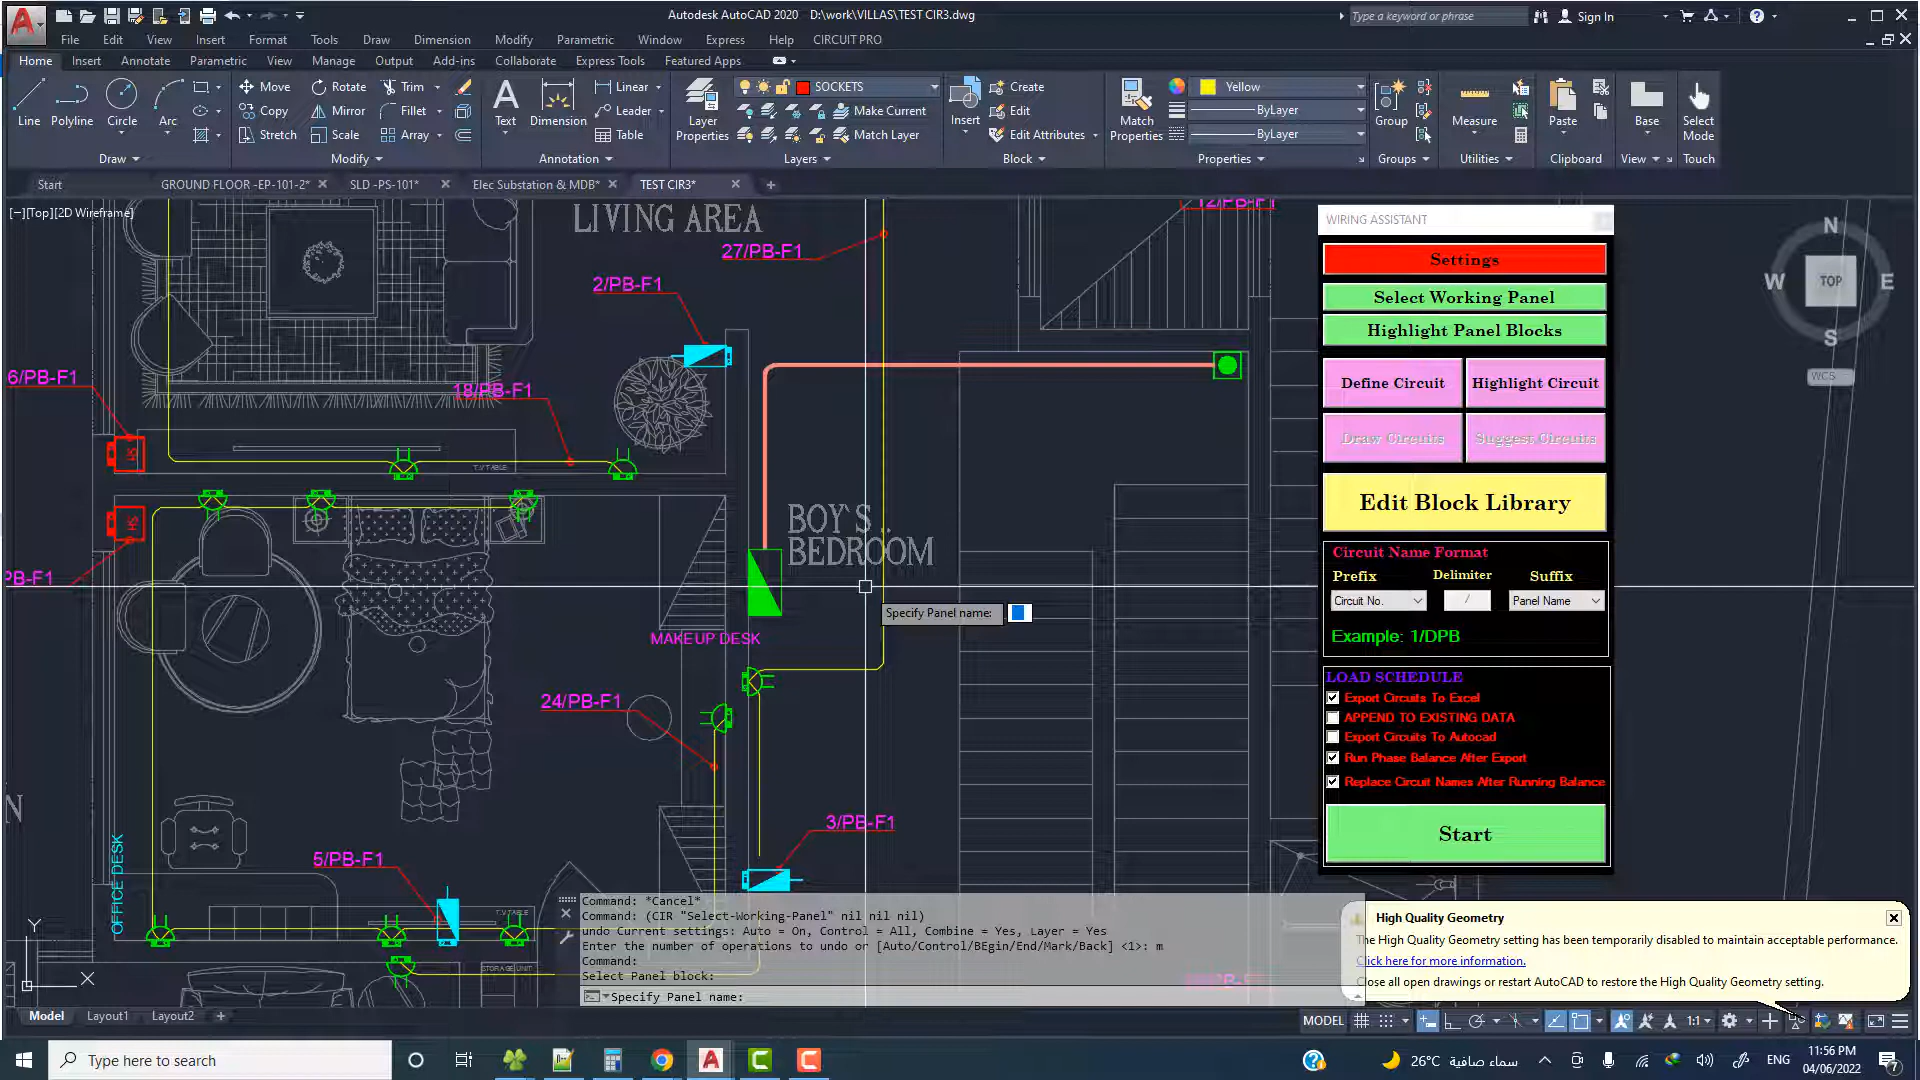 Autodesk AutoCAD 2020 D:\work\VILLAS\TEST CIR3.dwg
Type a keyword or phrase
Sign In
File Edit View Insert Format Tools Draw Dimension Modify Parametric Window Express Help CIRCUIT PRO
Home Insert Annotate Parametric View Manage Output Add-ins Collaborate Express Tools Featured Apps
Line Polyline Circle Arc
Move Rotate Trim
Copy Mirror Fillet
Stretch Scale Array
Text Dimension
Linear
Leader
Table
Layer Properties
SOCKETS
Make Current
Match Layer
Insert
Create
Edit
Edit Attributes
Match Properties
Yellow
ByLayer
ByLayer
Group
Measure
Paste
Base
Select Mode
Draw Modify Annotation Layers Block Properties Groups Utilities Clipboard View Touch
Start GROUND FLOOR -EP-101-2* SLD -PS-101* Elec Substation & MDB* TEST CIR3*
[−][Top][2D Wireframe]
LIVING AREA
12/PB-F1
27/PB-F1
2/PB-F1
6/PB-F1
18/PB-F1
T.V TABLE
SH
SH
BOY`S
BEDROOM
PB-F1
Specify Panel name:
MAKEUP DESK
24/PB-F1
3/PB-F1
5/PB-F1
OFFICE DESK
T.V TABLE
STORAGE UNIT
N
Y
X
WIRING ASSISTANT
Settings
Select Working Panel
Highlight Panel Blocks
Define Circuit Highlight Circuit
Draw Circuits Suggest Circuits
Edit Block Library
Circuit Name Format
Prefix Delimiter Suffix
Circuit No. / Panel Name
Example: 1/DPB
LOAD SCHEDULE
Export Circuits To Excel
APPEND TO EXISTING DATA
Export Circuits To Autocad
Run Phase Balance After Export
Replace Circuit Names After Running Balance
Start
N
W TOP E
S
WCS
Command: *Cancel*
Command: (CIR "Select-Working-Panel" nil nil nil)
undo Current settings: Auto = On, Control = All, Combine = Yes, Layer = Yes
Enter the number of operations to undo or [Auto/Control/BEgin/End/Mark/Back] <1>: m
Command:
Select Panel block:
Specify Panel name:
High Quality Geometry
The High Quality Geometry setting has been temporarily disabled to maintain acceptable performance.
Click here for more information.
Close all open drawings or restart AutoCAD to restore the High Quality Geometry setting.
Model Layout1 Layout2 +
MODEL 1:1
Type here to search
26°C سماء صافية
ENG
11:56 PM
04/06/2022
7